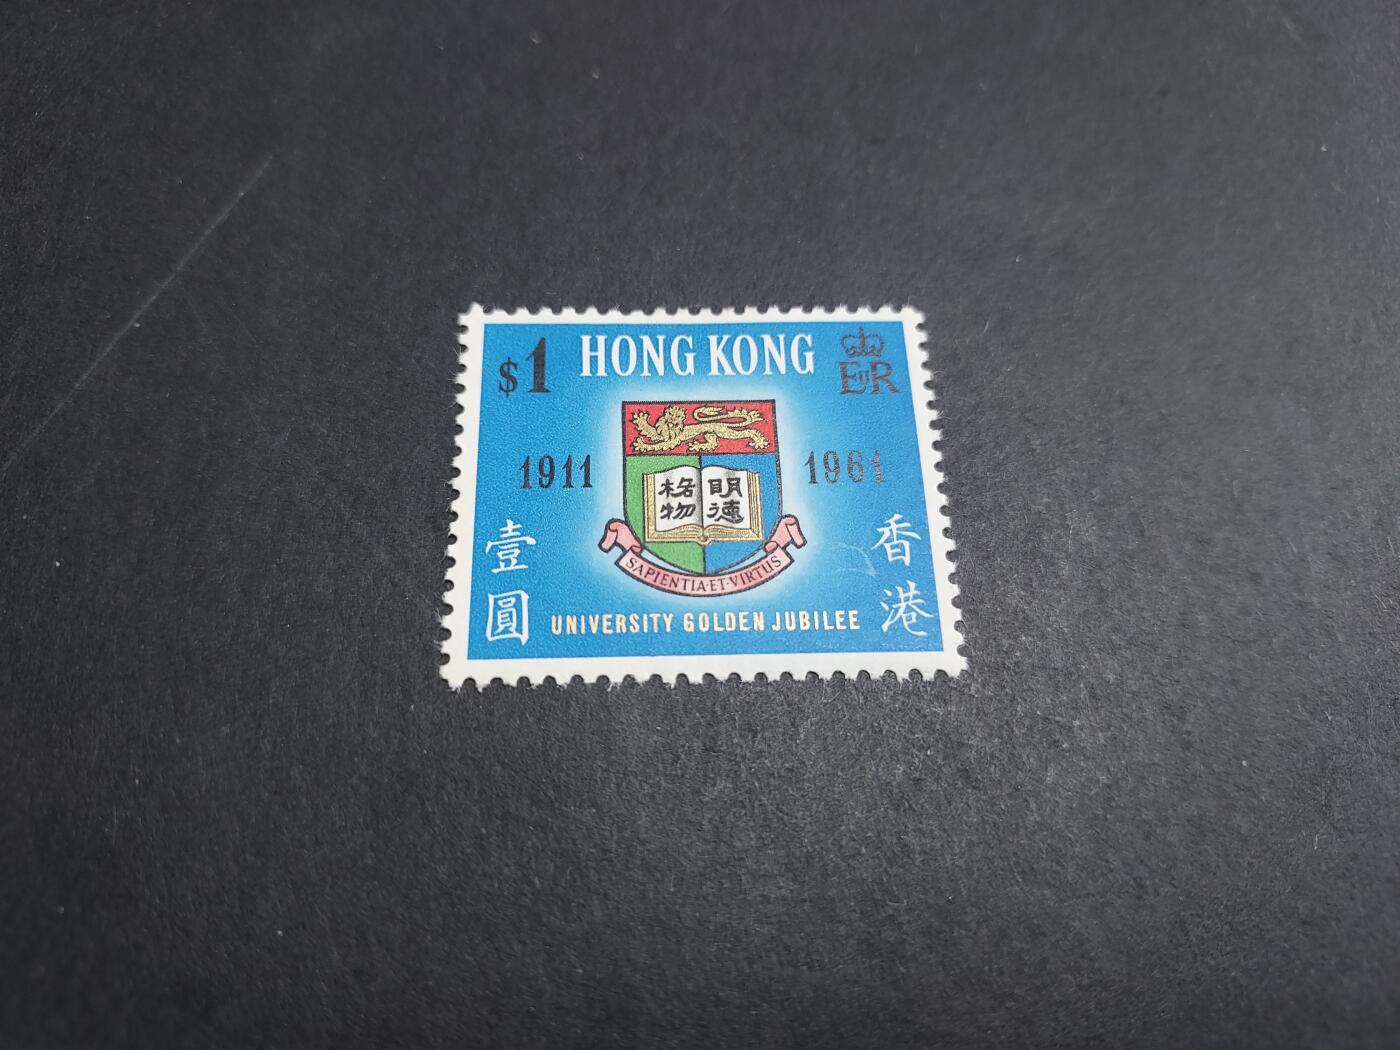 $1 HONG KONG EIIR
1911 1961
格物 明德
SAPIENTIA·ET·VIRTUS
壹圓
香港
UNIVERSITY GOLDEN JUBILEE